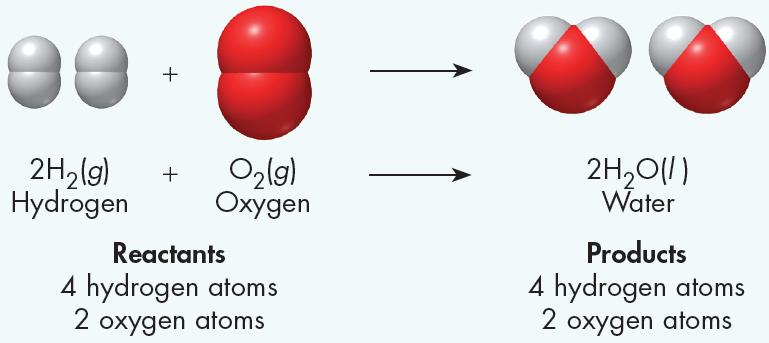 +
2H₂(g) + O₂(g) → 2H₂O(l)
Hydrogen Oxygen Water
Reactants Products
4 hydrogen atoms 4 hydrogen atoms
2 oxygen atoms 2 oxygen atoms